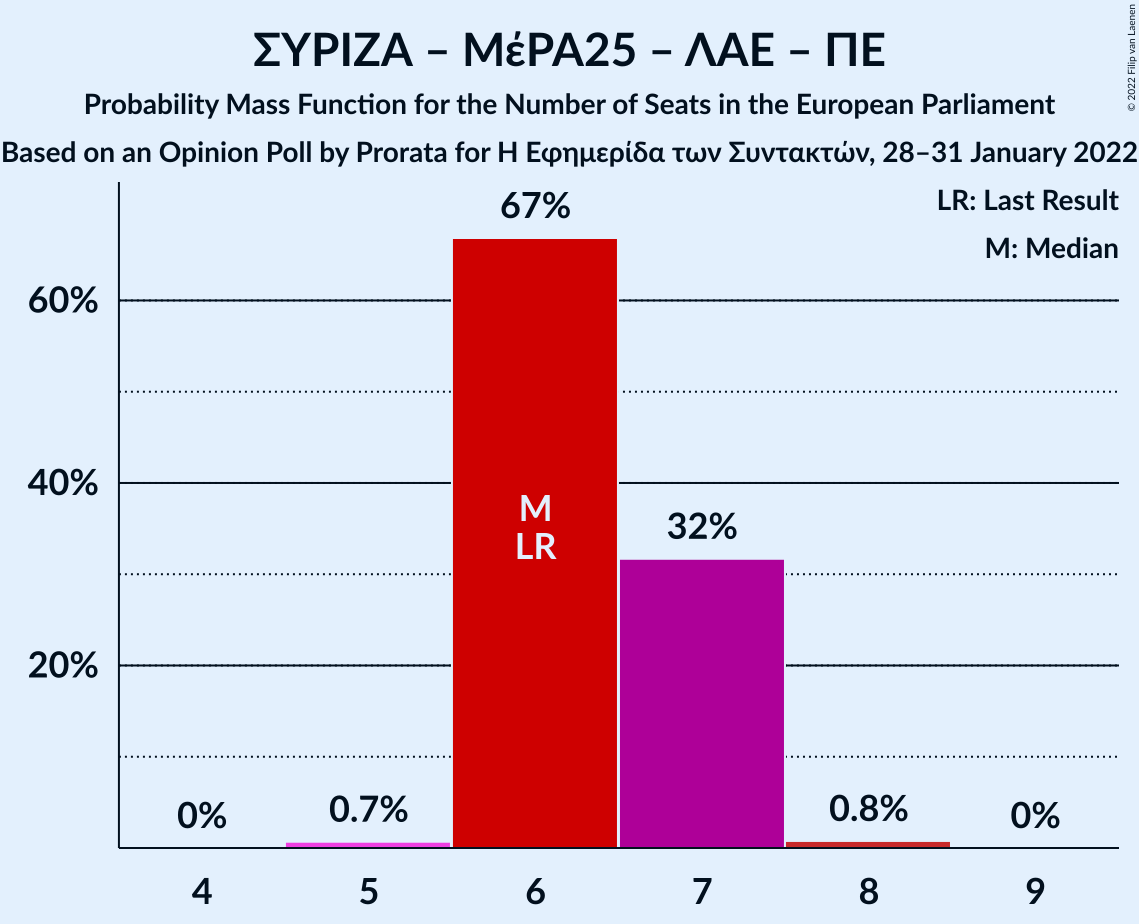 ΣΥΡΙΖΑ – ΜέΡΑ25 – ΛΑΕ – ΠΕ
Probability Mass Function for the Number of Seats in the European Parliament
Based on an Opinion Poll by Prorata for Η Εφημερίδα των Συντακτών, 28–31 January 2022
© 2022 Filip van Laenen
LR: Last Result
M: Median
67%
60%
40%
M
LR
32%
20%
0%
0.7%
0.8%
0%
4
5
6
7
8
9